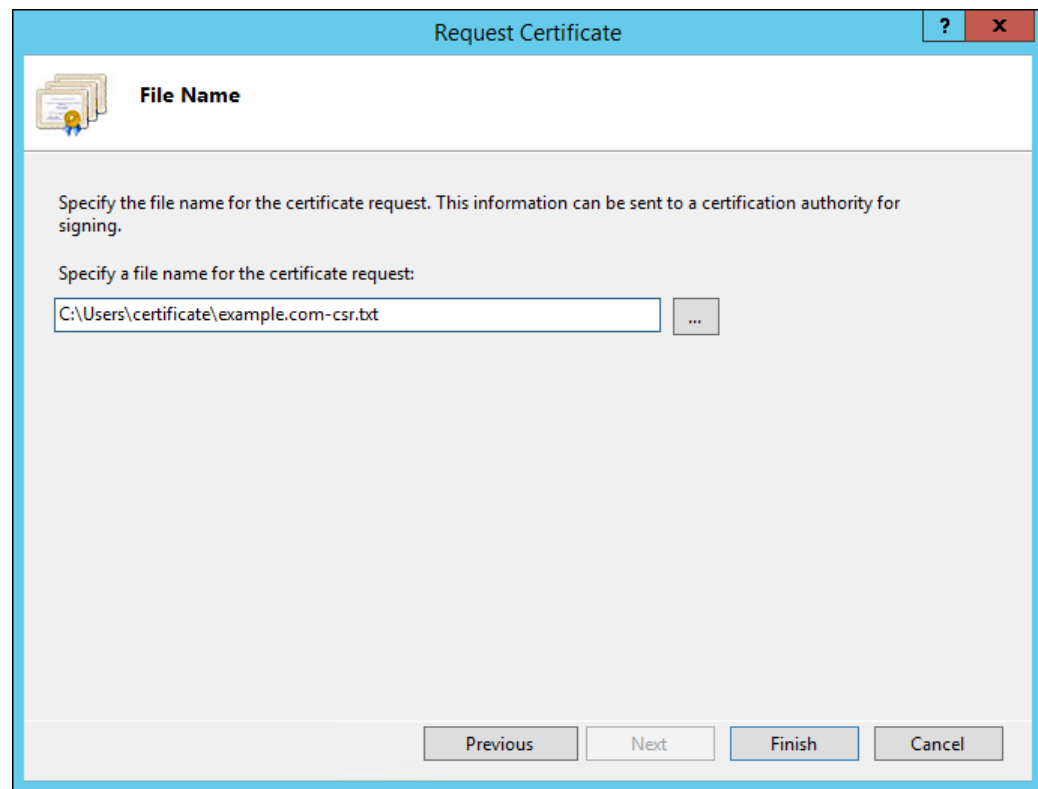 Request Certificate
?
x
File Name
Specify the file name for the certificate request. This information can be sent to a certification authority for
signing.
Specify a file name for the certificate request:
C:\Users\certificate\example.com-csr.txt
...
Previous
Next
Finish
Cancel